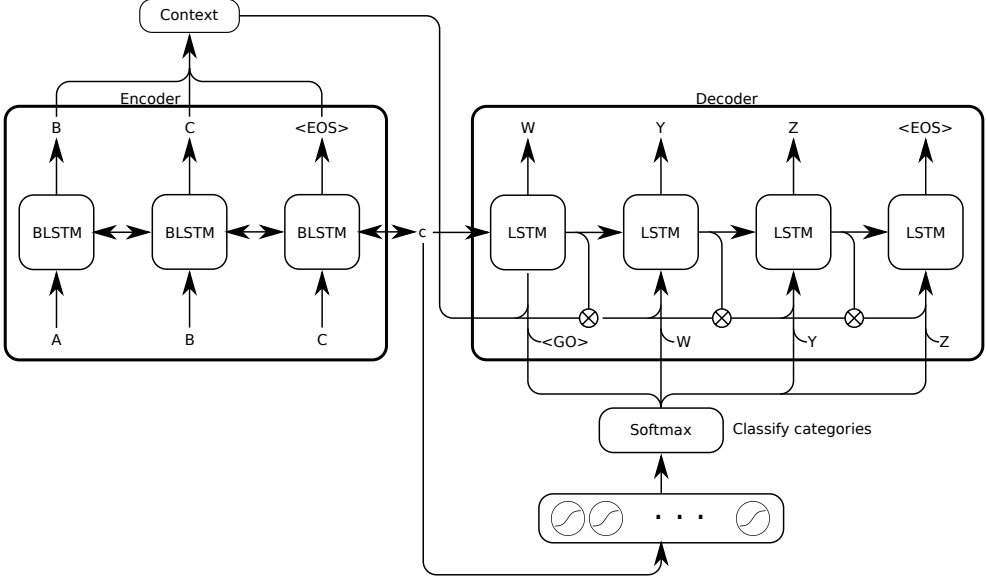 Context
Encoder
Decoder
B C <EOS>
W Y Z <EOS>
BLSTM BLSTM BLSTM
c
LSTM LSTM LSTM LSTM
A B C
<GO> W Y Z
Softmax
Classify categories
. . .